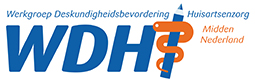 Werkgroep Deskundigheidsbevordering Huisartsenzorg
WDH
Midden
Nederland